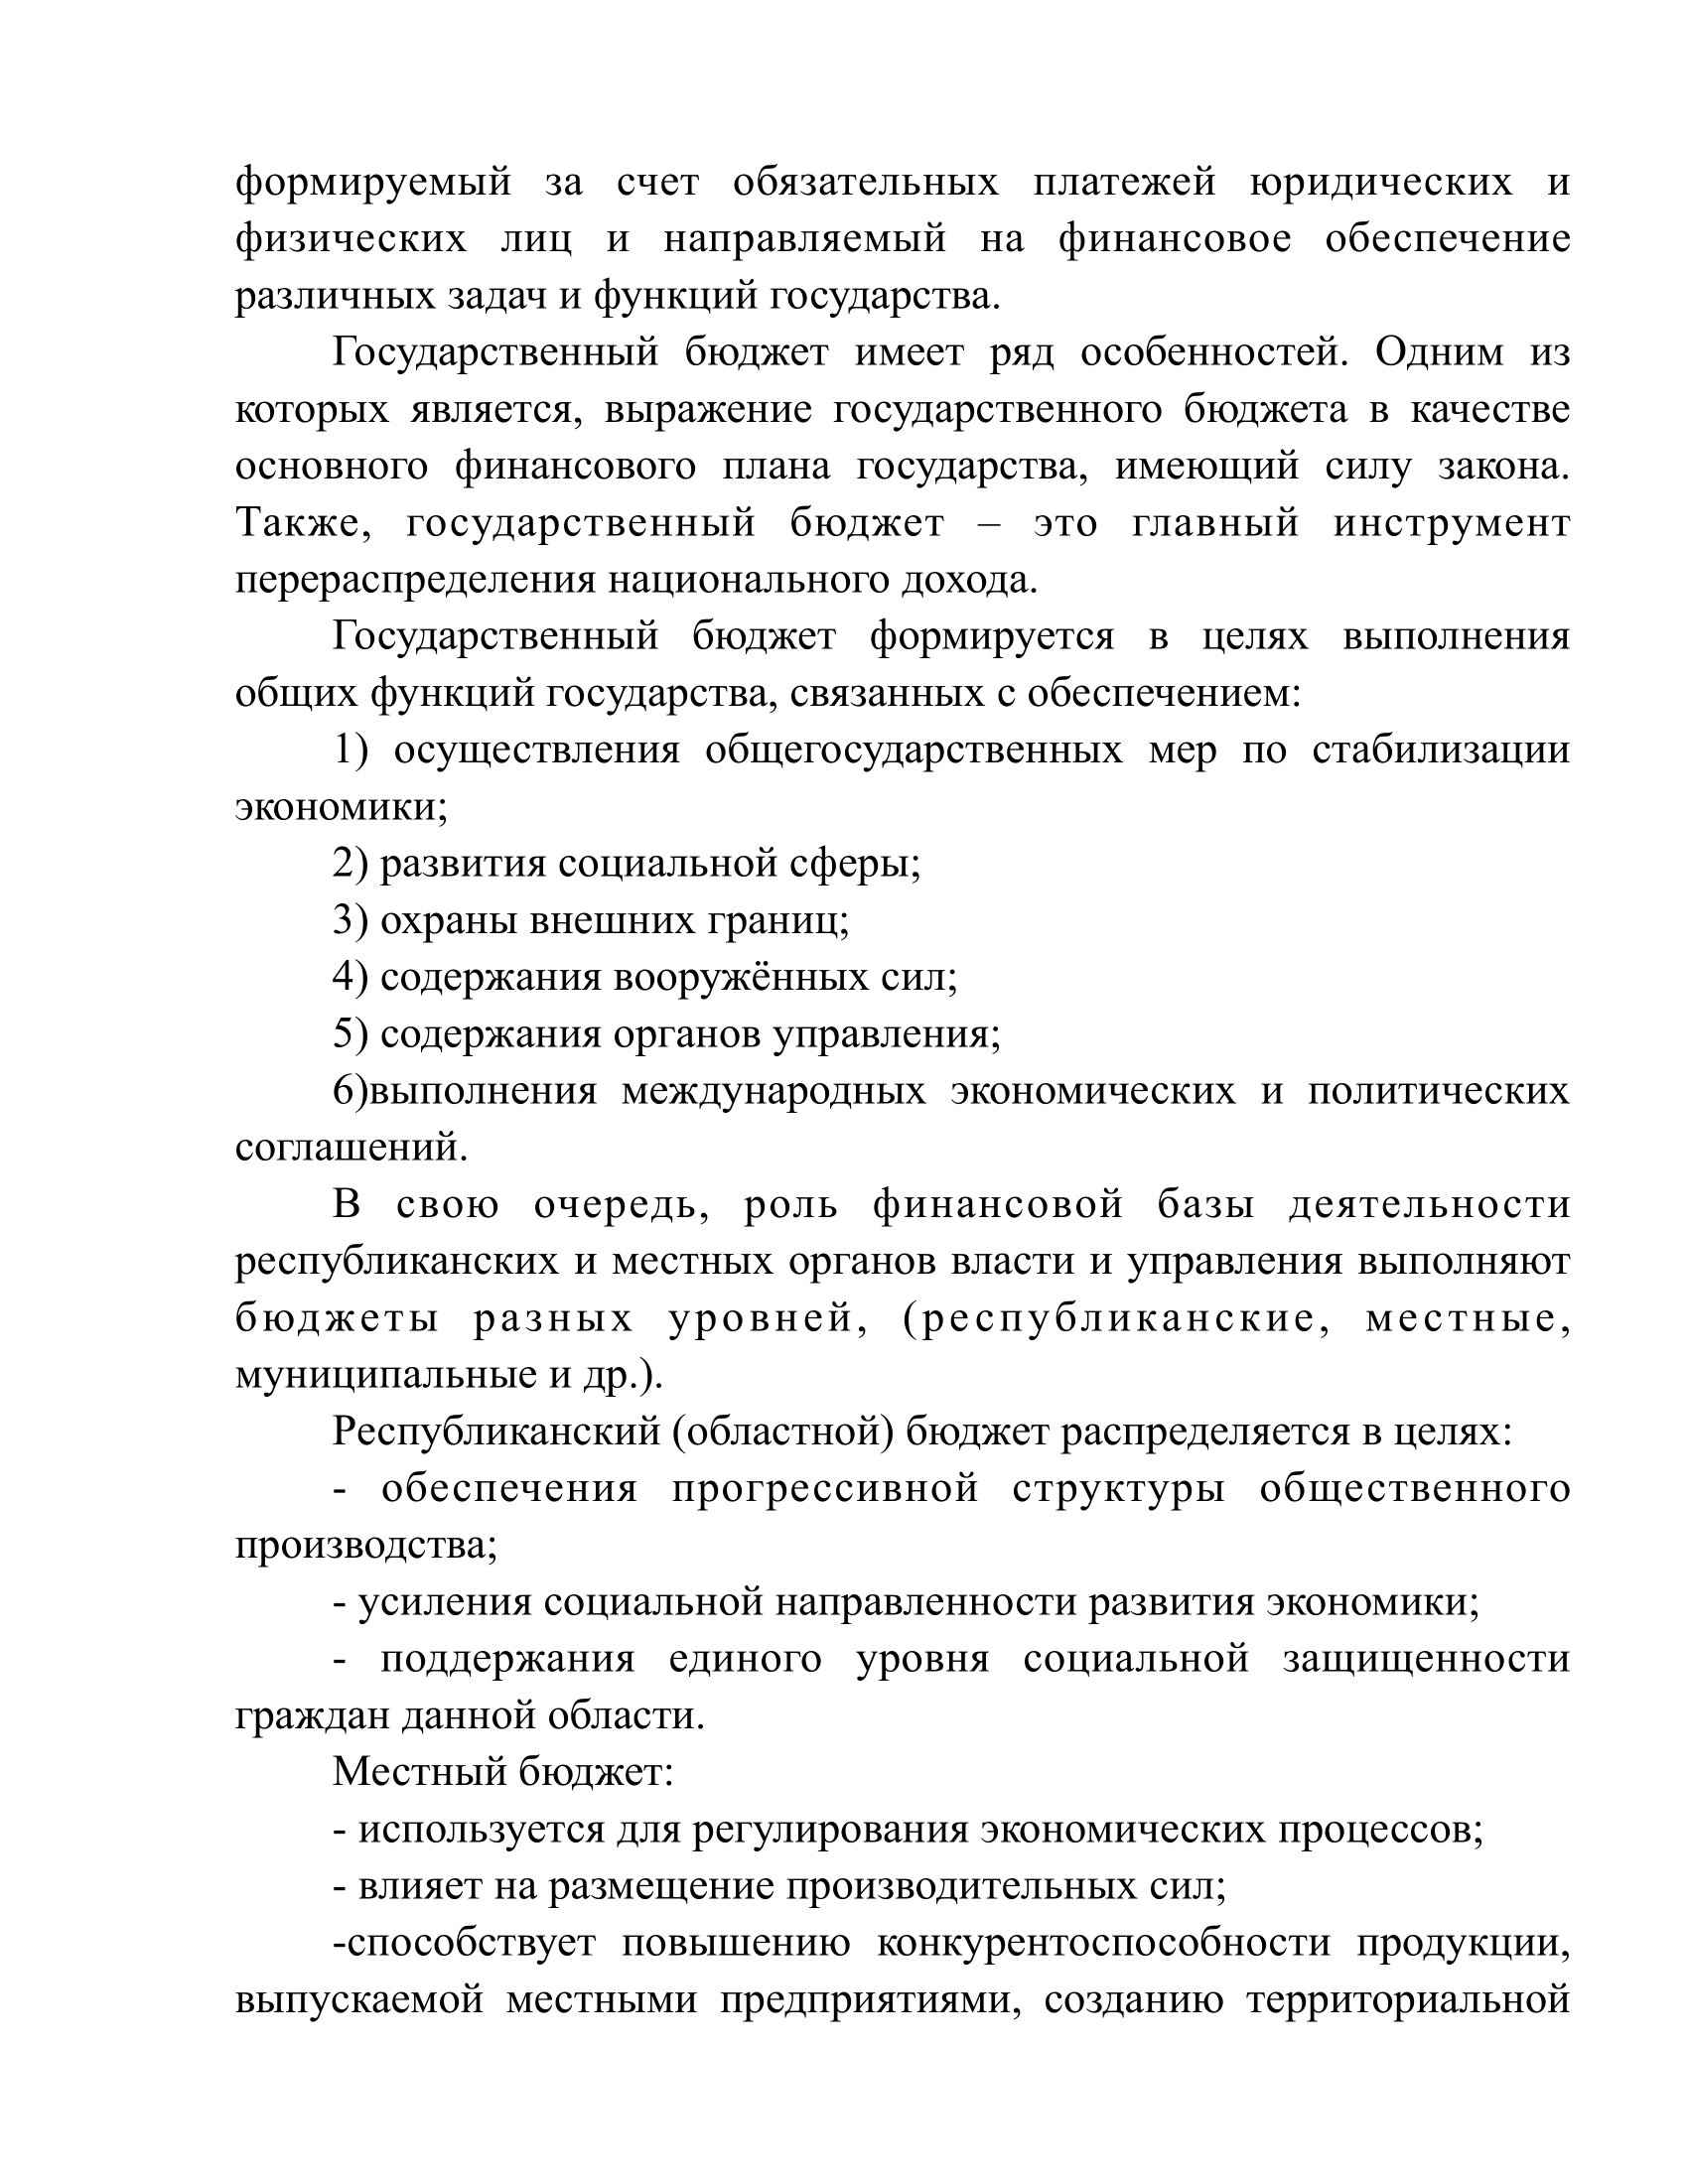 формируемый за счет обязательных платежей юридических и
физических лиц и направляемый на финансовое обеспечение
различных задач и функций государства.
Государственный бюджет имеет ряд особенностей. Одним из
которых является, выражение государственного бюджета в качестве
основного финансового плана государства, имеющий силу закона.
Также, государственный бюджет – это главный инструмент
перераспределения национального дохода.
Государственный бюджет формируется в целях выполнения
общих функций государства, связанных с обеспечением:
1) осуществления общегосударственных мер по стабилизации
экономики;
2) развития социальной сферы;
3) охраны внешних границ;
4) содержания вооружённых сил;
5) содержания органов управления;
6)выполнения международных экономических и политических
соглашений.
В свою очередь, роль финансовой базы деятельности
республиканских и местных органов власти и управления выполняют
бюджеты разных уровней, (республиканские, местные,
муниципальные и др.).
Республиканский (областной) бюджет распределяется в целях:
- обеспечения прогрессивной структуры общественного
производства;
- усиления социальной направленности развития экономики;
- поддержания единого уровня социальной защищенности
граждан данной области.
Местный бюджет:
- используется для регулирования экономических процессов;
- влияет на размещение производительных сил;
-способствует повышению конкурентоспособности продукции,
выпускаемой местными предприятиями, созданию территориальной